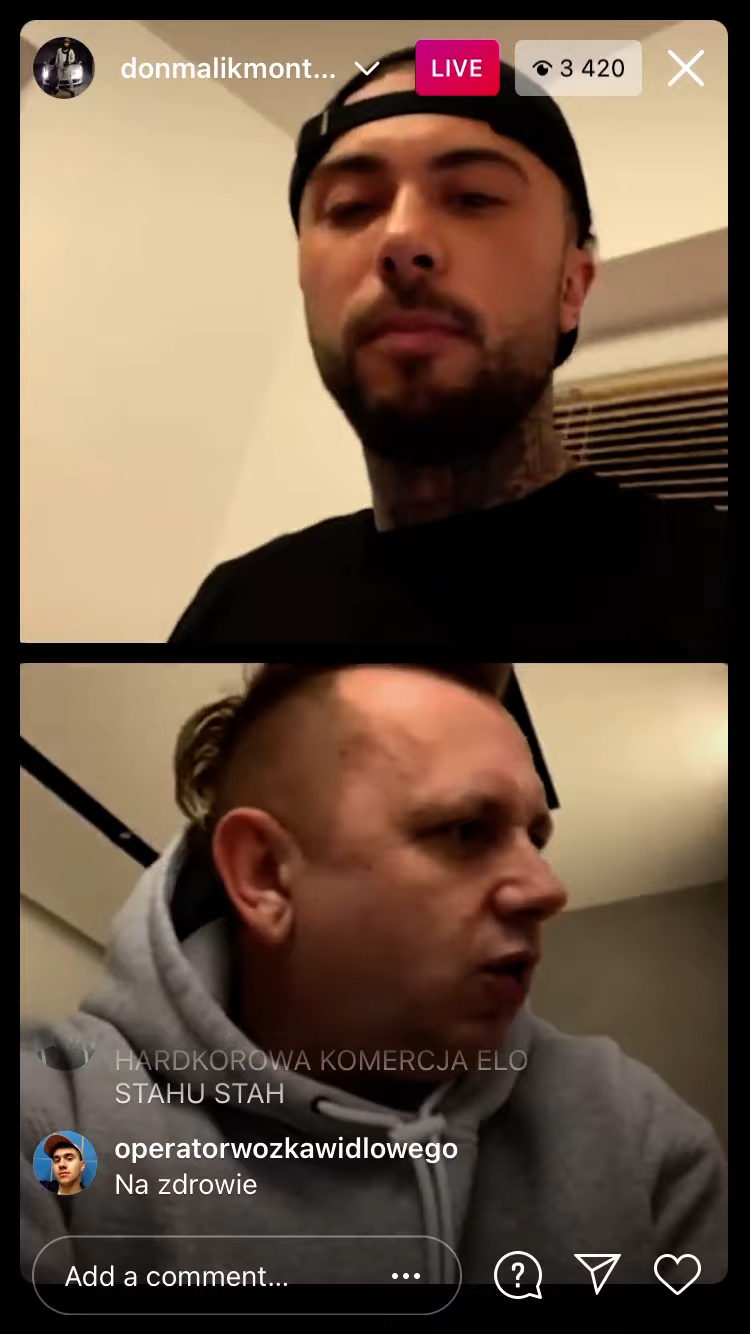 donmalikmont...
LIVE
3 420
HARDKOROWA KOMERCJA ELO
STAHU STAH
operatorwozkawidlowego
Na zdrowie
Add a comment...